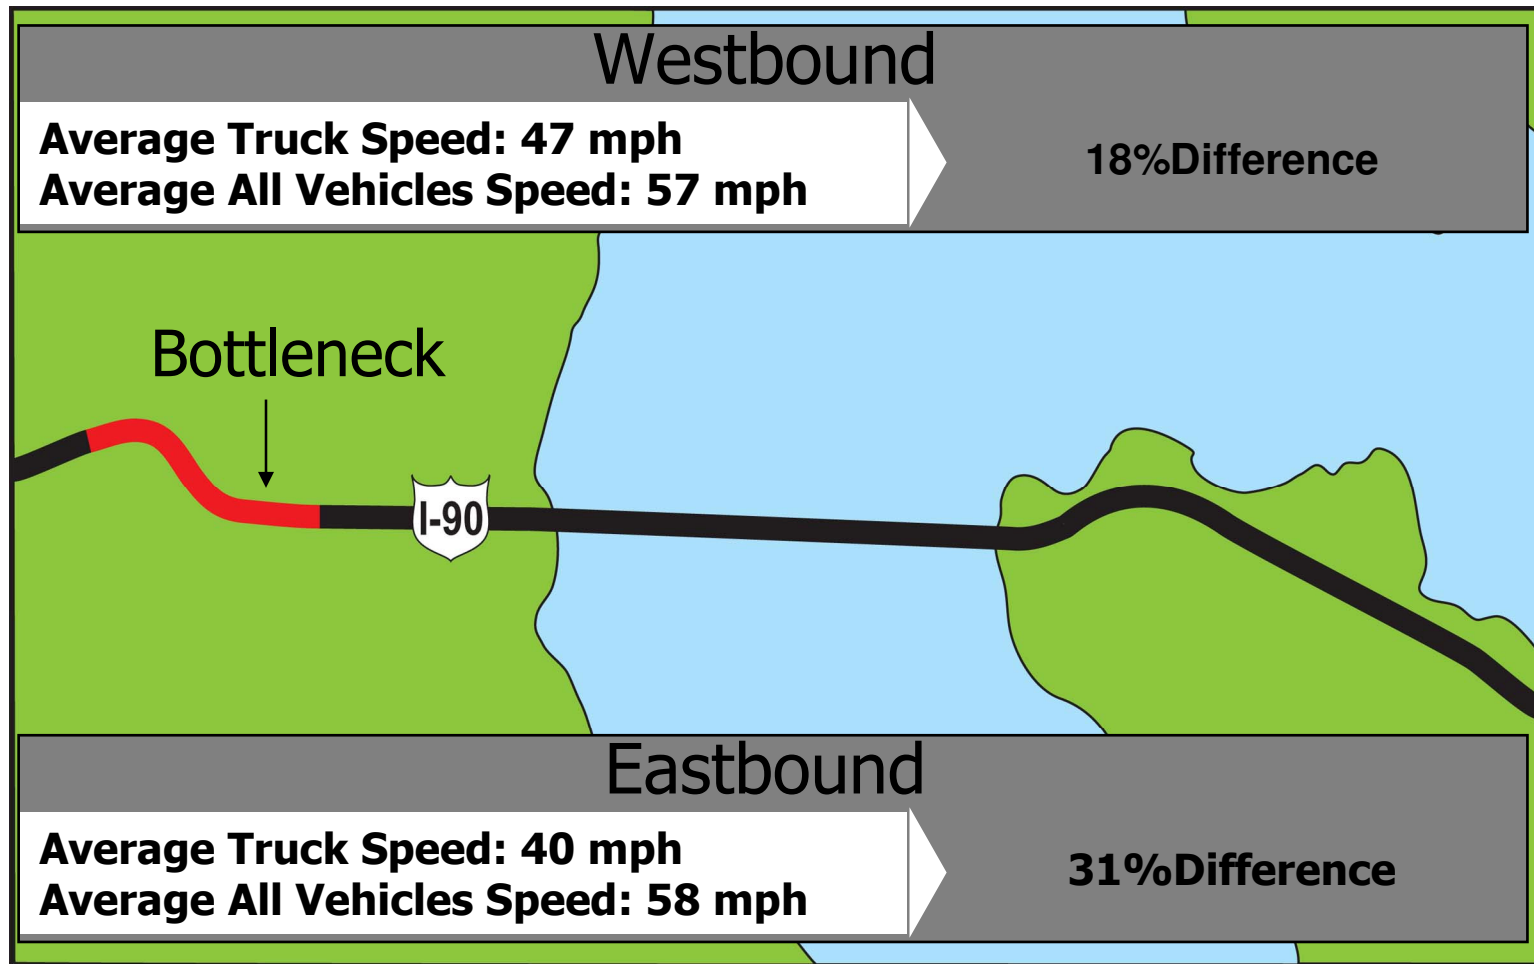 Westbound
Average Truck Speed: 47 mph
Average All Vehicles Speed: 57 mph
18%Difference
Bottleneck
I-90
Eastbound
Average Truck Speed: 40 mph
Average All Vehicles Speed: 58 mph
31%Difference